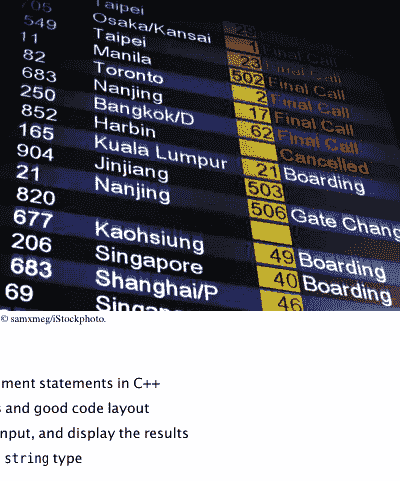 705 Taipei
549 Osaka/Kansai 1 Final Call
11 Taipei 23 Final Call
82 Manila 502 Final Call
683 Toronto 2 Final Call
250 Nanjing 17 Final Call
852 Bangkok/D 62 Final Call
165 Harbin Cancelled
904 Kuala Lumpur 21 Boarding
21 Jinjiang 503
820 Nanjing 506 Gate Chang
677 Kaohsiung 49 Boarding
206 Singapore 40 Boarding
683 Shanghai/P 46
69
© samxmeg/iStockphoto.
ment statements in C++
s and good code layout
nput, and display the results
string type